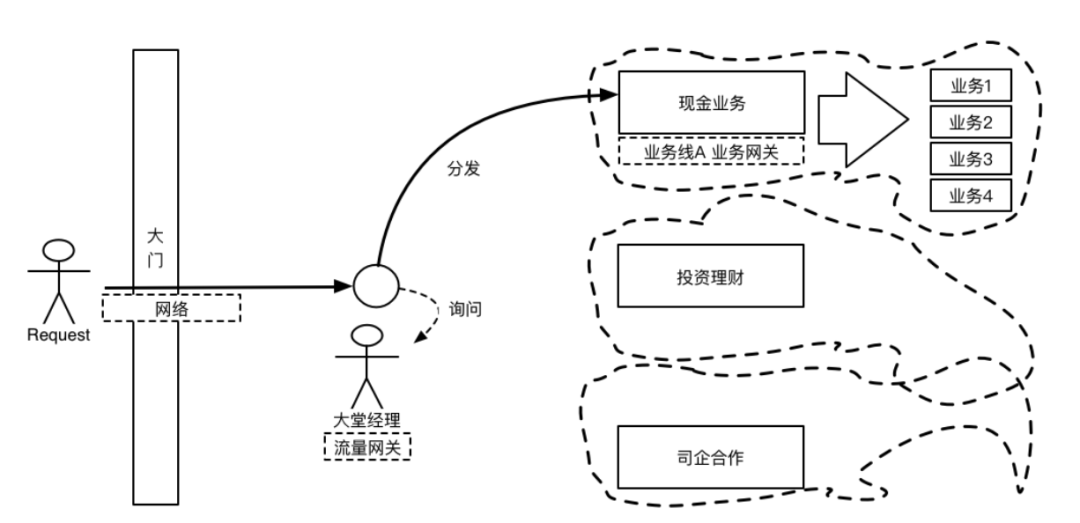 大
门
网络
Request
询问
大堂经理
流量网关
分发
现金业务
业务线A 业务网关
业务1
业务2
业务3
业务4
投资理财
司企合作